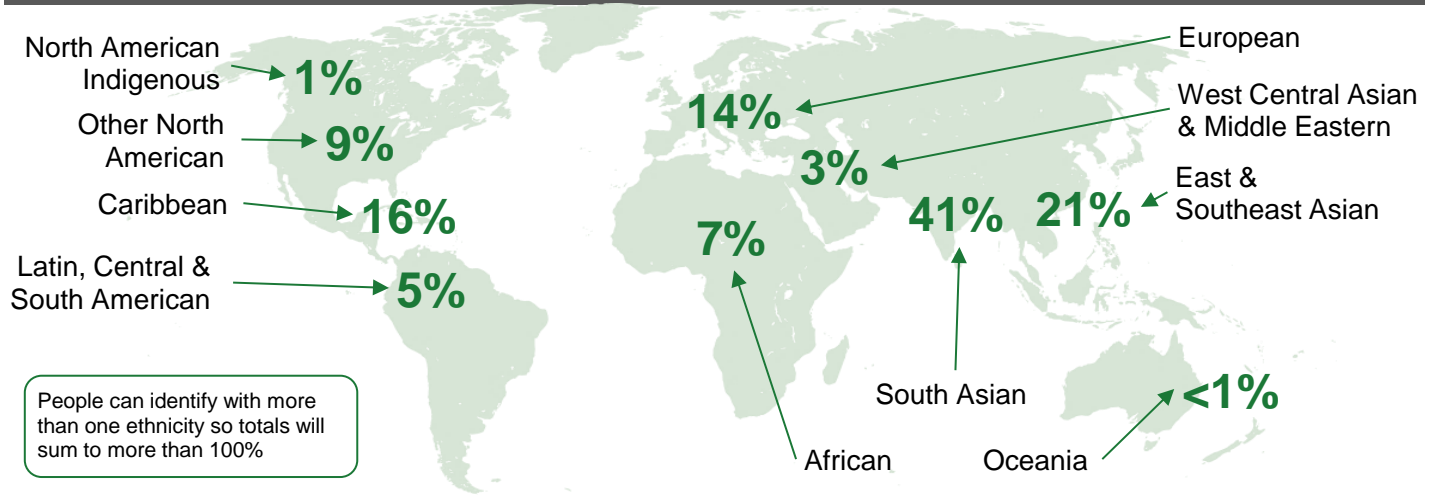 North American
Indigenous
1%
Other North
American
9%
Caribbean
16%
Latin, Central &
South American
5%
European
14%
West Central Asian
& Middle Eastern
3%
East &
Southeast Asian
21%
South Asian
41%
African
7%
Oceania
<1%
People can identify with more
than one ethnicity so totals will
sum to more than 100%